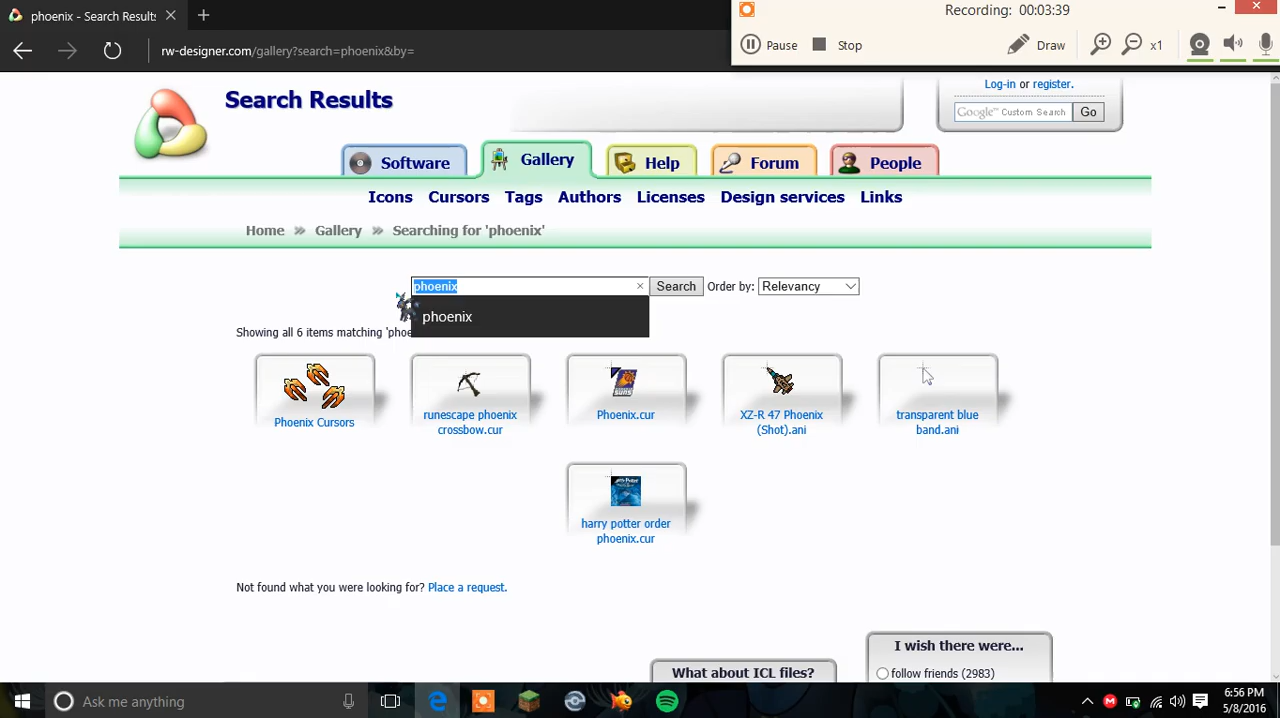 phoenix - Search Results
Recording: 00:03:39
rw-designer.com/gallery?search=phoenix&by=
Pause
Stop
Draw
x1
Search Results
Log-in or register.
Google™ Custom Search
Go
Software
Gallery
Help
Forum
People
Icons
Cursors
Tags
Authors
Licenses
Design services
Links
Home » Gallery » Searching for 'phoenix'
phoenix
Search
Order by:
Relevancy
phoenix
Showing all 6 items matching 'phoe
Phoenix Cursors
runescape phoenix
crossbow.cur
Phoenix.cur
XZ-R 47 Phoenix
(Shot).ani
transparent blue
band.ani
harry potter order
phoenix.cur
Not found what you were looking for? Place a request.
What about ICL files?
I wish there were...
follow friends (2983)
Ask me anything
6:56 PM
5/8/2016